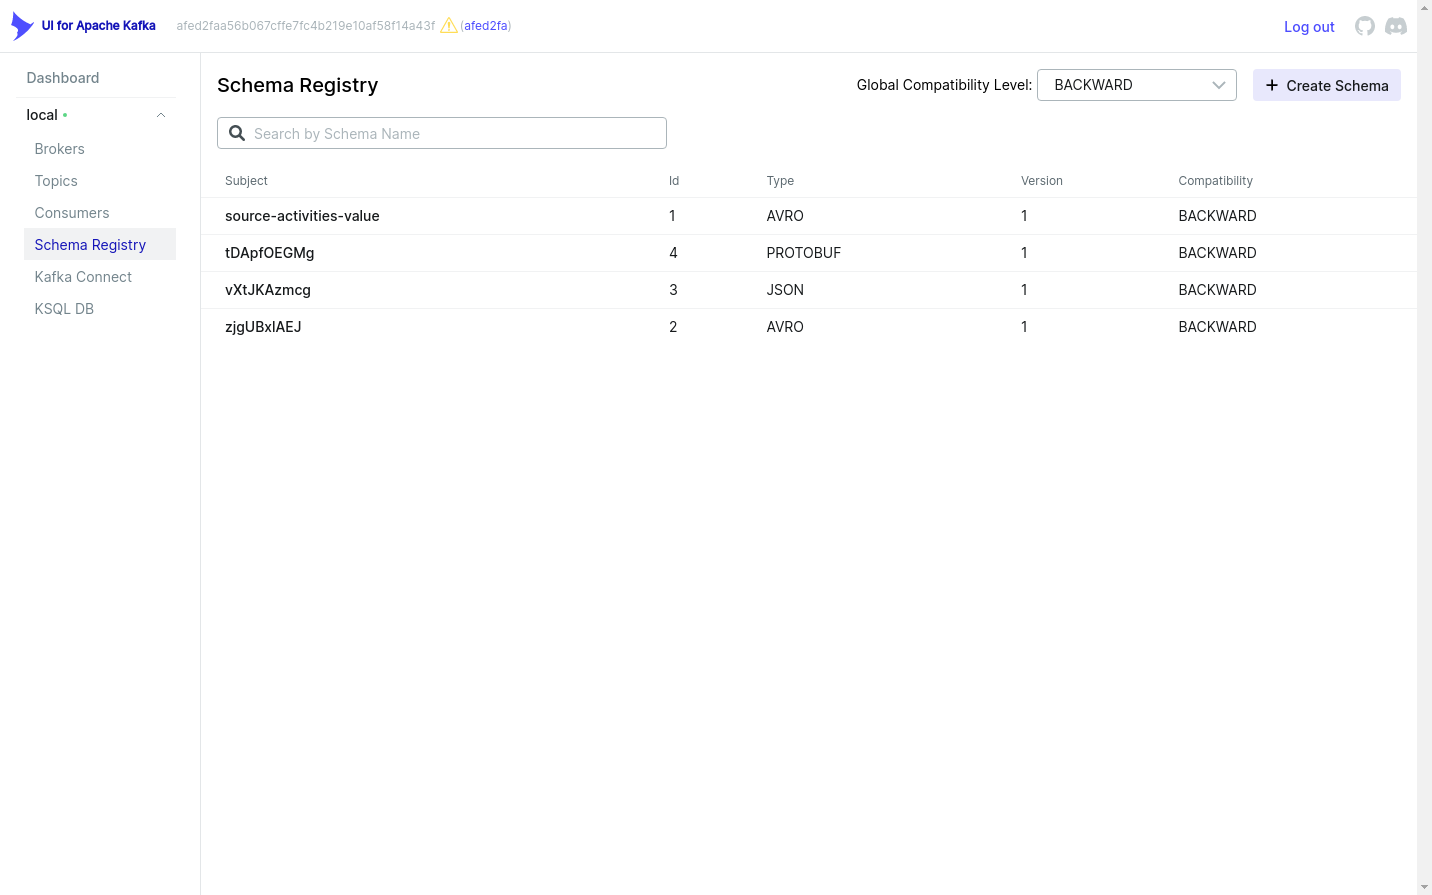 UI for Apache Kafka
afed2faa56b067cffe7fc4b219e10af58f14a43f (afed2fa)
Log out
Dashboard
local
Brokers
Topics
Consumers
Schema Registry
Kafka Connect
KSQL DB
Schema Registry
Global Compatibility Level: BACKWARD
Create Schema
Search by Schema Name
Subject Id Type Version Compatibility
source-activities-value 1 AVRO 1 BACKWARD
tDApfOEGMg 4 PROTOBUF 1 BACKWARD
vXtJKAzmcg 3 JSON 1 BACKWARD
zjgUBxIAEJ 2 AVRO 1 BACKWARD